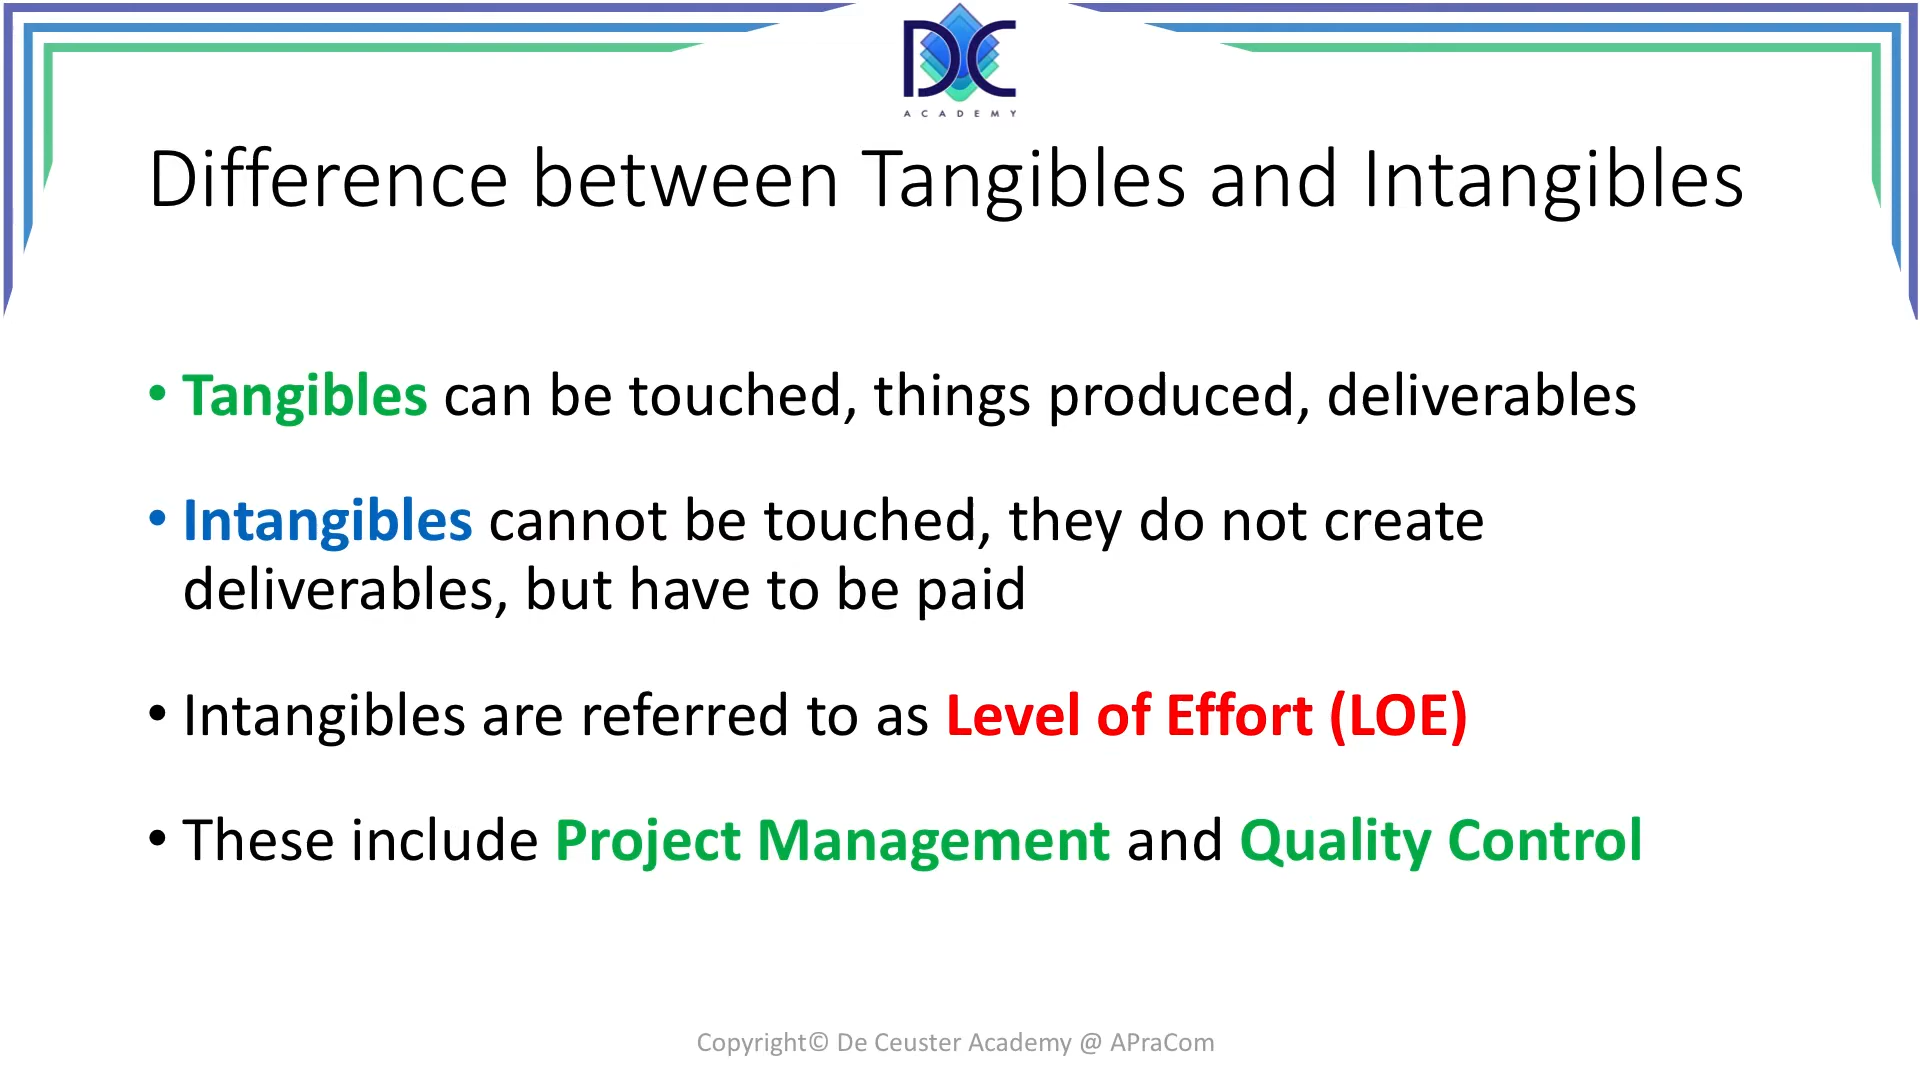 DC
ACADEMY
Difference between Tangibles and Intangibles
• Tangibles can be touched, things produced, deliverables
• Intangibles cannot be touched, they do not create
deliverables, but have to be paid
• Intangibles are referred to as Level of Effort (LOE)
• These include Project Management and Quality Control
Copyright© De Ceuster Academy @ APraCom